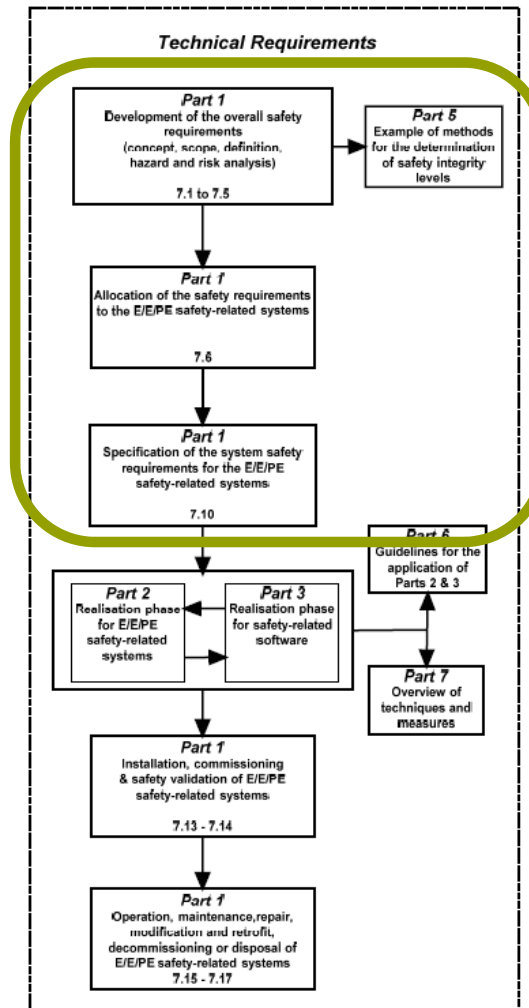 Technical Requirements
Part 1
Development of the overall safety
requirements
(concept, scope, definition,
hazard and risk analysis)
7.1 to 7.5
Part 5
Example of methods
for the determination
of safety integrity
levels
Part 1
Allocation of the safety requirements
to the E/E/PE safety-related systems
7.6
Part 1
Specification of the system safety
requirements for the E/E/PE
safety-related systems
7.10
Part 6
Guidelines for the
application of
Parts 2 & 3
Part 2
Realisation phase
for E/E/PE
safety-related
systems
Part 3
Realisation phase
for safety-related
software
Part 7
Overview of
techniques and
measures
Part 1
Installation, commissioning
& safety validation of E/E/PE
safety-related systems
7.13 - 7.14
Part 1
Operation, maintenance,repair,
modification and retrofit,
decommissioning or disposal of
E/E/PE safety-related systems
7.15 - 7.17